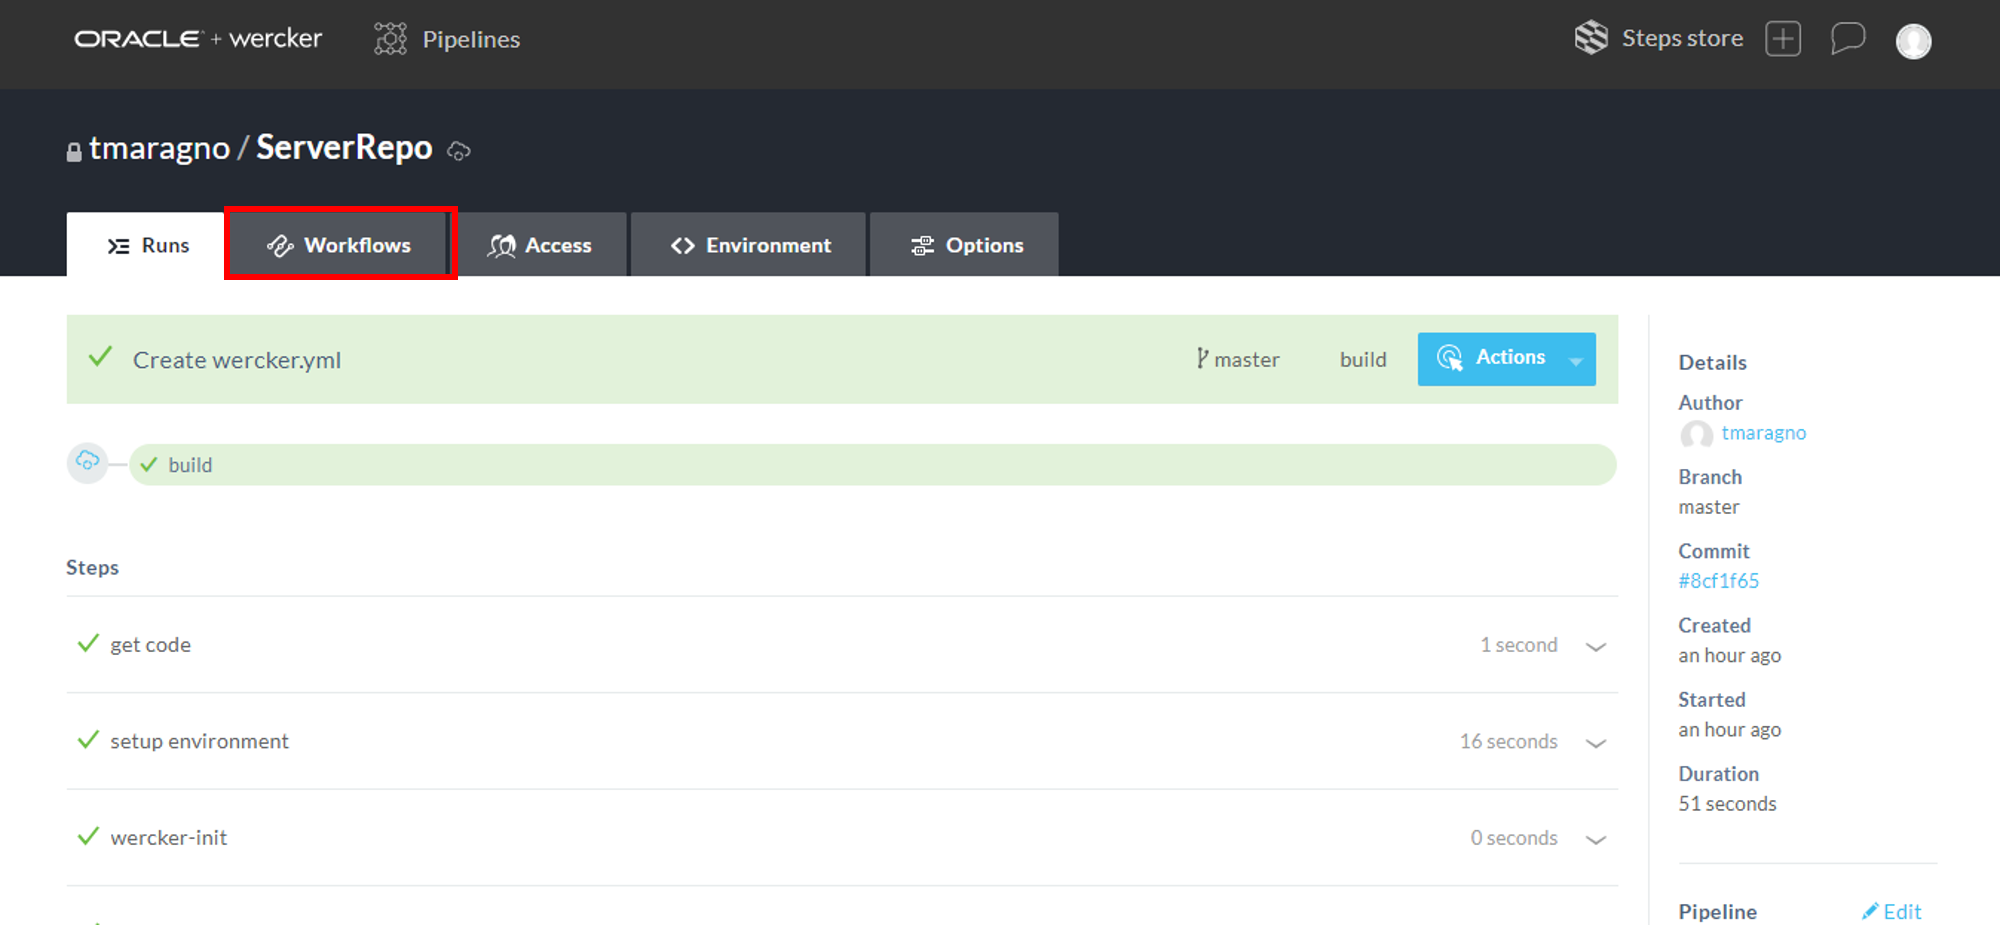 ORACLE + wercker Pipelines Steps store
tmaragno / ServerRepo
Runs Workflows Access Environment Options
Create wercker.yml master build Actions
build
Steps
get code 1 second
setup environment 16 seconds
wercker-init 0 seconds
Details
Author
tmaragno
Branch
master
Commit
#8cf1f65
Created
an hour ago
Started
an hour ago
Duration
51 seconds
Pipeline Edit